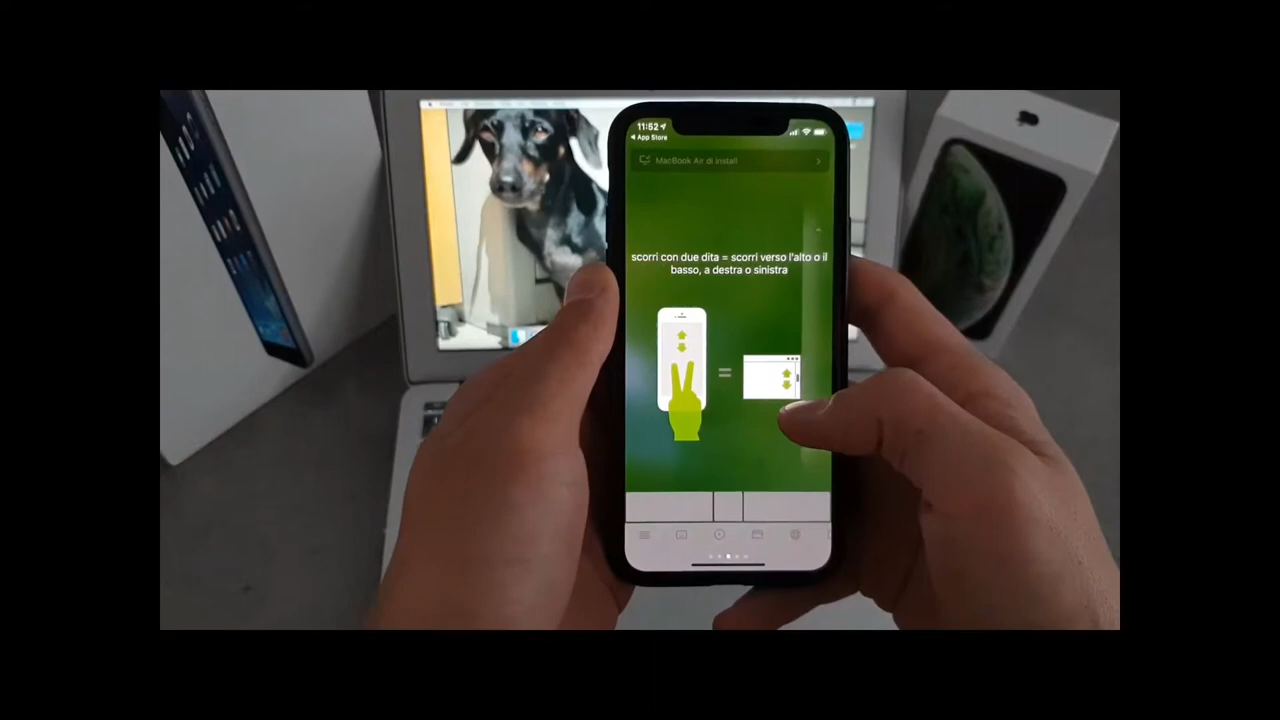 11:52
App Store
MacBook Air di install
scorri con due dita = scorri verso l'alto o il
basso, a destra o sinistra
=